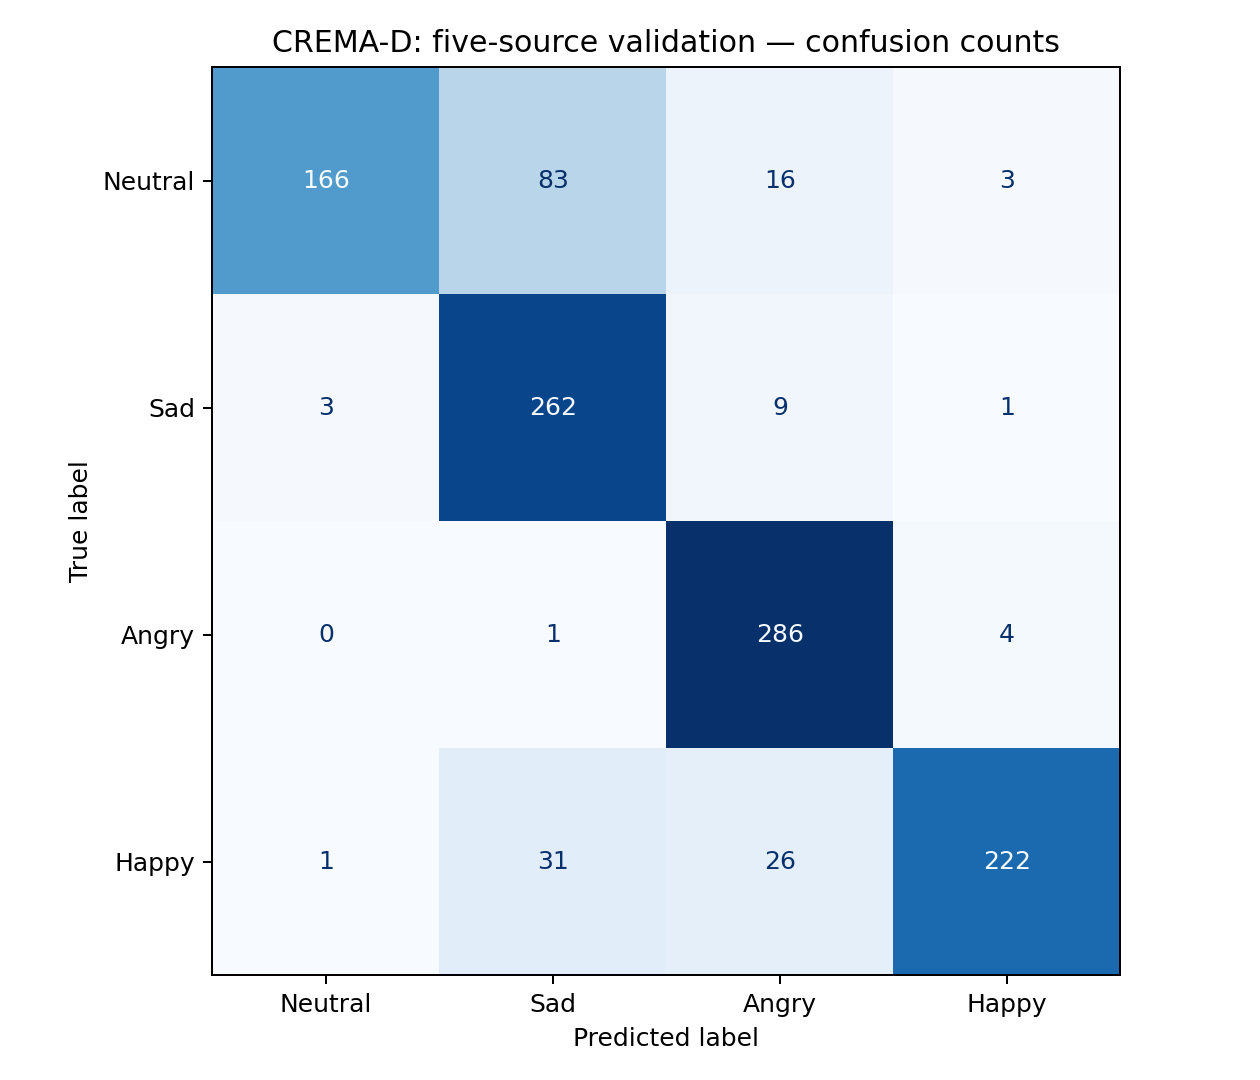 CREMA-D: five-source validation — confusion counts
Neutral 166 83 16 3
Sad 3 262 9 1
True label
Angry 0 1 286 4
Happy 1 31 26 222
Neutral Sad Angry Happy
Predicted label